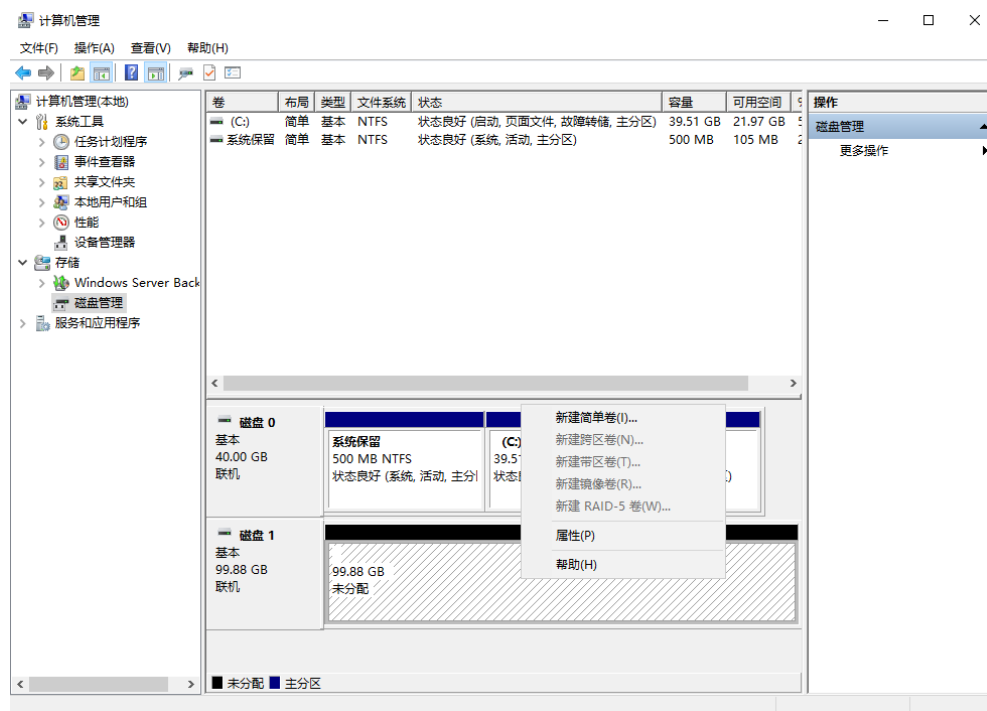 计算机管理
文件(F) 操作(A) 查看(V) 帮助(H)
计算机管理(本地)
系统工具
任务计划程序
事件查看器
共享文件夹
本地用户和组
性能
设备管理器
存储
Windows Server Back
磁盘管理
服务和应用程序
卷 布局 类型 文件系统 状态 容量 可用空间
(C:) 简单 基本 NTFS 状态良好 (启动, 页面文件, 故障转储, 主分区) 39.51 GB 21.97 GB
系统保留 简单 基本 NTFS 状态良好 (系统, 活动, 主分区) 500 MB 105 MB
磁盘 0
基本
40.00 GB
联机
系统保留
500 MB NTFS
状态良好 (系统, 活动, 主分
(C:)
39.5
状态
新建简单卷(I)...
新建跨区卷(N)...
新建带区卷(T)...
新建镜像卷(R)...
新建 RAID-5 卷(W)...
属性(P)
帮助(H)
磁盘 1
基本
99.88 GB
联机
99.88 GB
未分配
未分配 主分区
操作
磁盘管理
更多操作